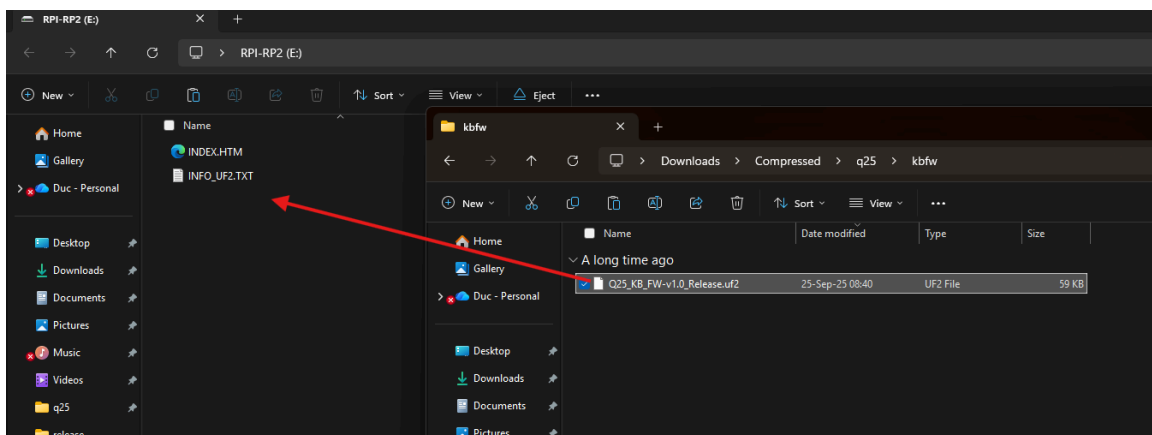 RPI-RP2 (E:)
RPI-RP2 (E:)
New
Sort
View
Eject
Home
Gallery
Duc - Personal
Desktop
Downloads
Documents
Pictures
Music
Videos
q25
release
Name
INDEX.HTM
INFO_UF2.TXT
kbfw
Downloads > Compressed > q25 > kbfw
New
Sort
View
Home
Gallery
Duc - Personal
Desktop
Downloads
Documents
Pictures
Name Date modified Type Size
A long time ago
Q25_KB_FW-v1.0_Release.uf2 25-Sep-25 08:40 UF2 File 59 KB